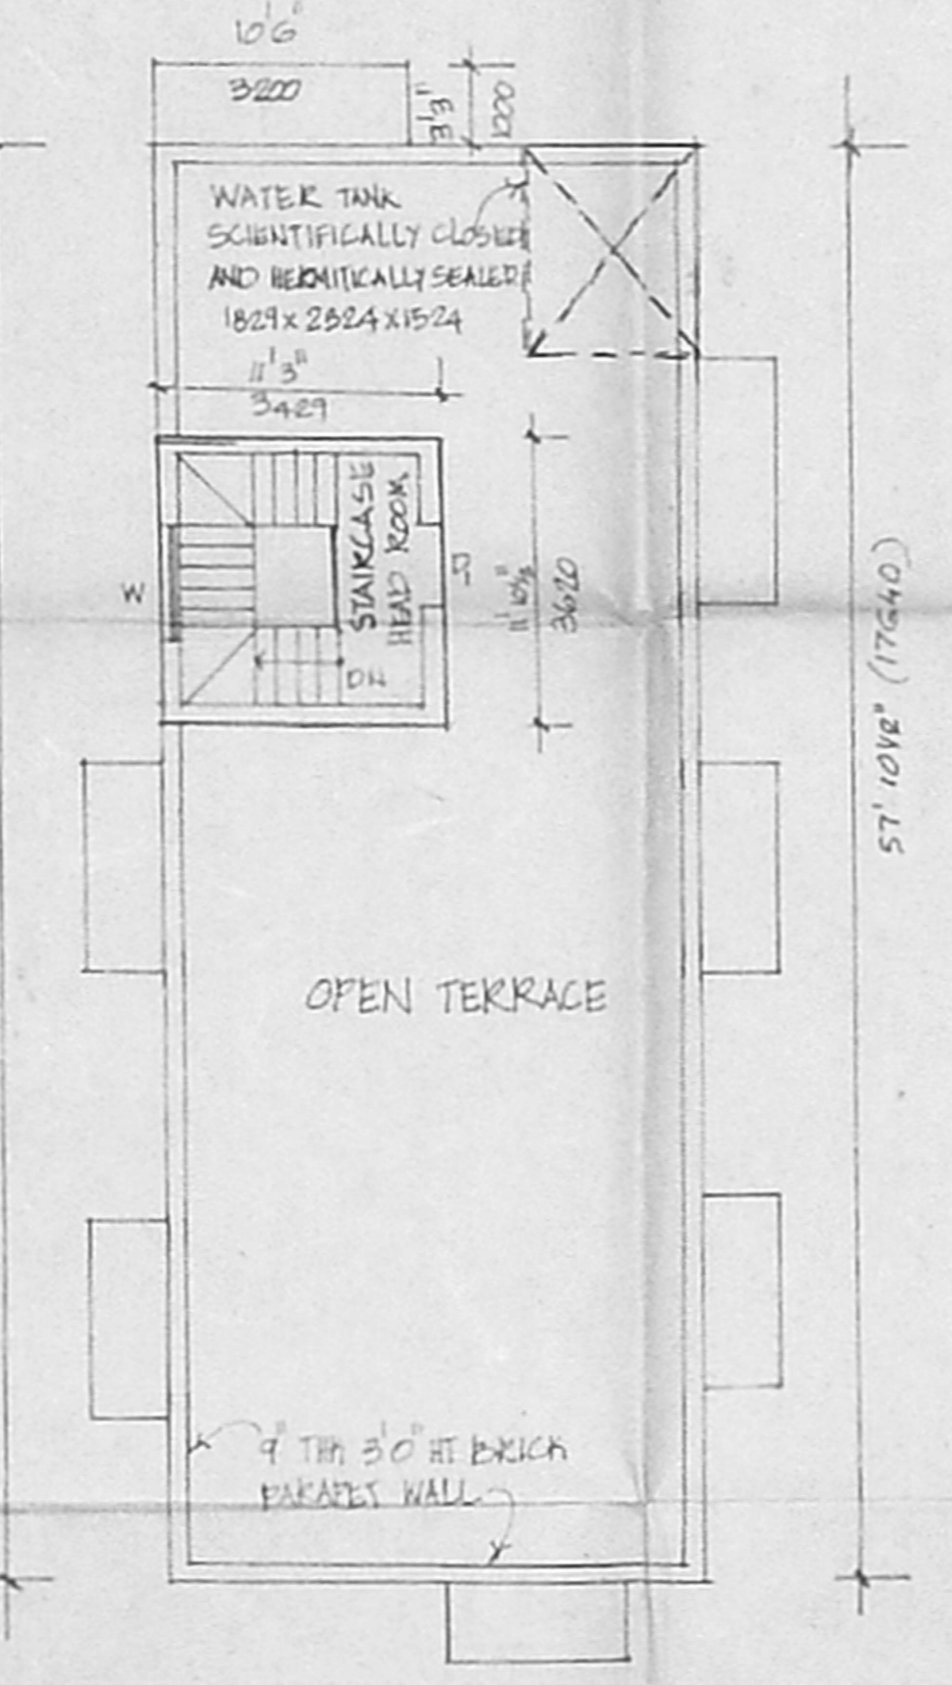 10'6"
3200
3'3"
1000
WATER TANK
SCIENTIFICALLY CLOSED
AND HERMITICALLY SEALED
1829 x 2324 x 1524
11'3"
3429
STAIRCASE
HEAD ROOM
W
D
11' 10½"
3620
DN
57' 10 1/2" (17640)
OPEN TERRACE
9" THK 3'0" HT BRICK
PARAPET WALL